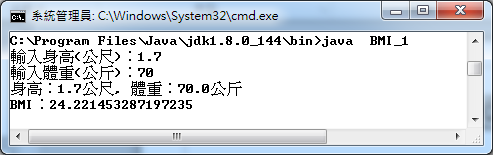 系統管理員: C:\Windows\System32\cmd.exe
C:\Program Files\Java\jdk1.8.0_144\bin>java  BMI_1
輸入身高(公尺)：1.7
輸入體重(公斤)：70
身高：1.7公尺, 體重：70.0公斤
BMI：24.221453287197235